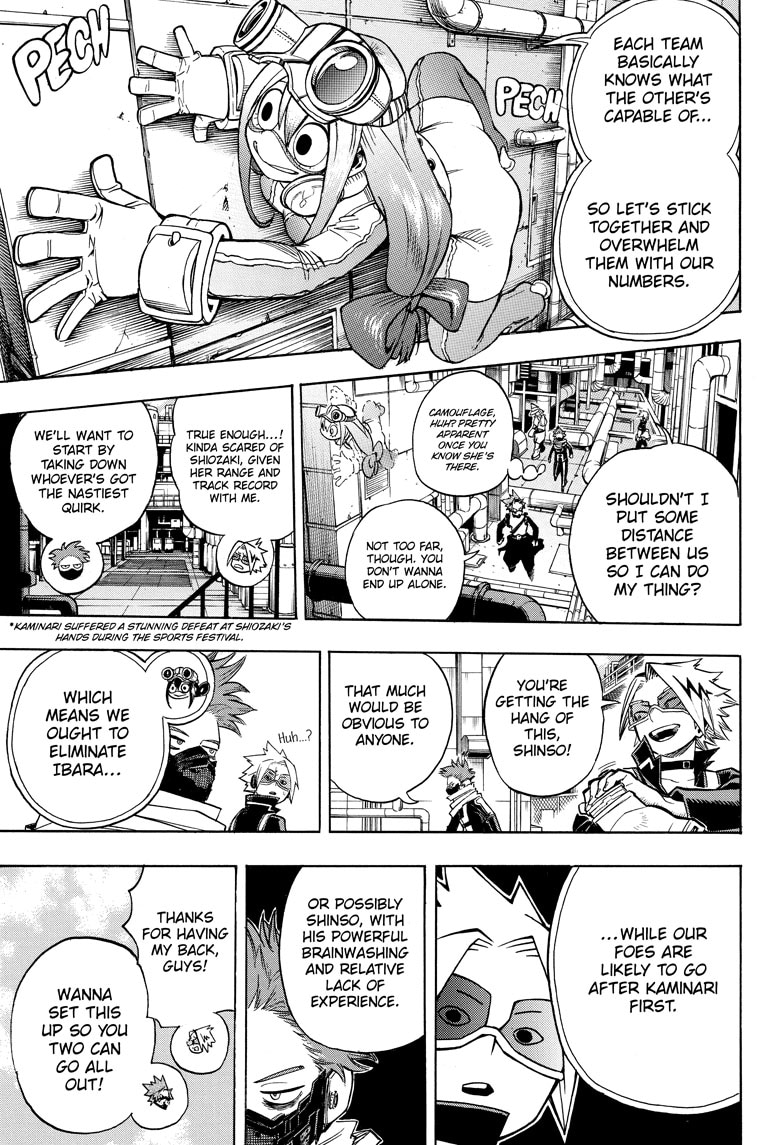 EACH TEAM
BASICALLY
KNOWS WHAT
THE OTHER'S
CAPABLE OF...
SO LET'S STICK
TOGETHER AND
OVERWHELM
THEM WITH OUR
NUMBERS.
PECH
PECH
SHOULDN'T I
PUT SOME
DISTANCE
BETWEEN US
SO I CAN DO
MY THING?
CAMOUFLAGE,
HUH? PRETTY
APPARENT
ONCE YOU
KNOW SHE'S
THERE.
NOT TOO FAR,
THOUGH. YOU
DON'T WANNA
END UP ALONE.
TRUE ENOUGH...!
KINDA SCARED OF
SHIOZAKI, GIVEN
HER RANGE AND
TRACK RECORD
WITH ME.
WE'LL WANT TO
START BY
TAKING DOWN
WHOEVER'S GOT
THE NASTIEST
QUIRK.
*KAMINARI SUFFERED A STUNNING DEFEAT AT SHIOZAKI'S
HANDS DURING THE SPORTS FESTIVAL.
YOU'RE
GETTING THE
HANG OF
THIS,
SHINSO!
THAT MUCH
WOULD BE
OBVIOUS TO
ANYONE.
Huh...?
WHICH
MEANS WE
OUGHT TO
ELIMINATE
IBARA...
...WHILE OUR
FOES ARE
LIKELY TO GO
AFTER KAMINARI
FIRST.
OR POSSIBLY
SHINSO, WITH
HIS POWERFUL
BRAINWASHING
AND RELATIVE
LACK OF
EXPERIENCE.
THANKS
FOR HAVING
MY BACK,
GUYS!
WANNA
SET THIS
UP SO YOU
TWO CAN
GO ALL
OUT!